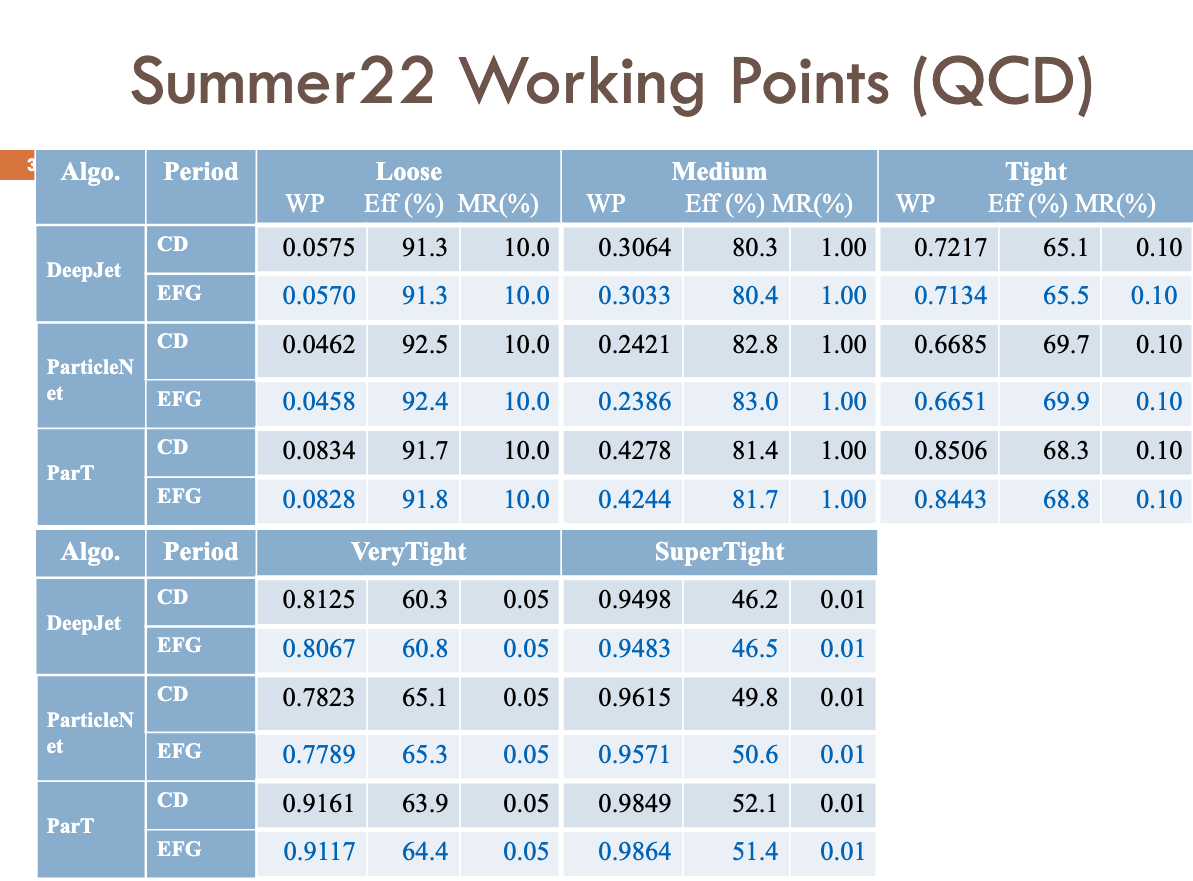 Summer22 Working Points (QCD)
3
Algo. Period Loose Medium Tight
WP Eff (%) MR(%) WP Eff (%) MR(%) WP Eff (%) MR(%)
DeepJet CD 0.0575 91.3 10.0 0.3064 80.3 1.00 0.7217 65.1 0.10
EFG 0.0570 91.3 10.0 0.3033 80.4 1.00 0.7134 65.5 0.10
ParticleN
et
CD 0.0462 92.5 10.0 0.2421 82.8 1.00 0.6685 69.7 0.10
EFG 0.0458 92.4 10.0 0.2386 83.0 1.00 0.6651 69.9 0.10
ParT CD 0.0834 91.7 10.0 0.4278 81.4 1.00 0.8506 68.3 0.10
EFG 0.0828 91.8 10.0 0.4244 81.7 1.00 0.8443 68.8 0.10
Algo. Period VeryTight SuperTight
DeepJet CD 0.8125 60.3 0.05 0.9498 46.2 0.01
EFG 0.8067 60.8 0.05 0.9483 46.5 0.01
ParticleN
et
CD 0.7823 65.1 0.05 0.9615 49.8 0.01
EFG 0.7789 65.3 0.05 0.9571 50.6 0.01
ParT CD 0.9161 63.9 0.05 0.9849 52.1 0.01
EFG 0.9117 64.4 0.05 0.9864 51.4 0.01